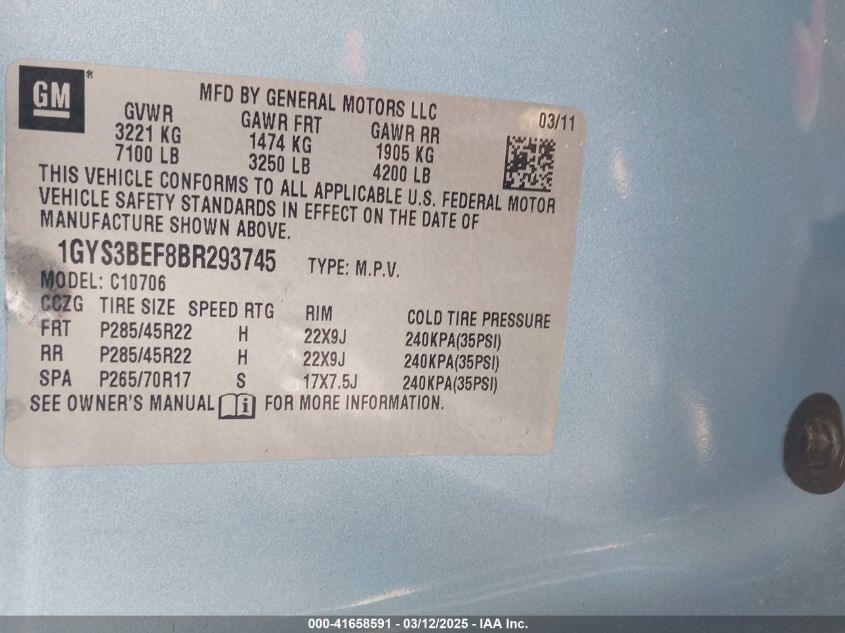 GM®
MFD BY GENERAL MOTORS LLC
03/11
GVWR GAWR FRT GAWR RR
3221 KG 1474 KG 1905 KG
7100 LB 3250 LB 4200 LB
THIS VEHICLE CONFORMS TO ALL APPLICABLE U.S. FEDERAL MOTOR
VEHICLE SAFETY STANDARDS IN EFFECT ON THE DATE OF
MANUFACTURE SHOWN ABOVE.
1GYS3BEF8BR293745 TYPE: M.P.V.
MODEL: C10706
CCZG TIRE SIZE SPEED RTG RIM COLD TIRE PRESSURE
FRT P285/45R22 H 22X9J 240KPA(35PSI)
RR P285/45R22 H 22X9J 240KPA(35PSI)
SPA P265/70R17 S 17X7.5J 240KPA(35PSI)
SEE OWNER'S MANUAL i FOR MORE INFORMATION.
000-41658591 - 03/12/2025 - IAA Inc.